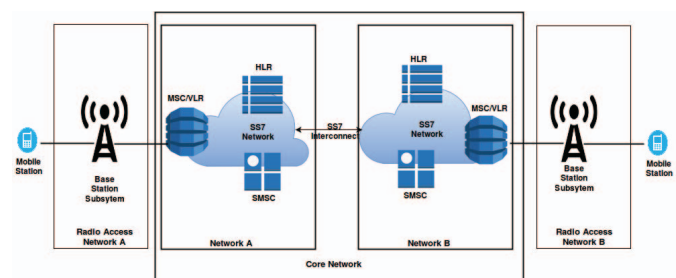 HLR
MSC/VLR
SS7
Network
SMSC
Mobile
Station
Base
Station
Subsytem
Radio Access
Network A
Network A
SS7
Interconnect
HLR
MSC/VLR
SS7
Network
SMSC
Network B
Base
Station
Subsytem
Mobile
Station
Radio Access
Network B
Core Network